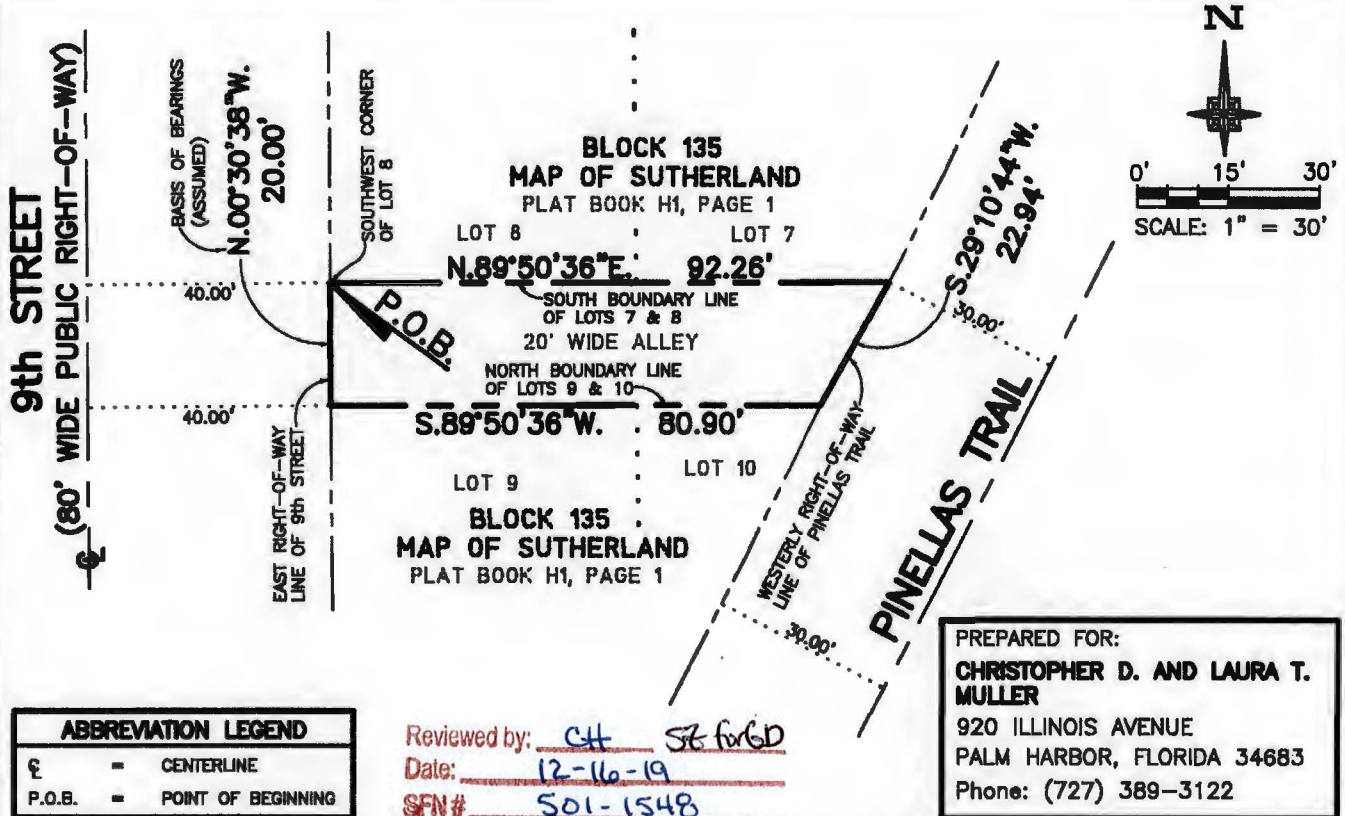 N
0' 15' 30'
SCALE: 1" = 30'
9th STREET
(80' WIDE PUBLIC RIGHT-OF-WAY)
℄
BASIS OF BEARINGS
(ASSUMED)
N.00°30'38"W.
20.00'
SOUTHWEST CORNER
OF LOT 8
BLOCK 135
MAP OF SUTHERLAND
PLAT BOOK H1, PAGE 1
LOT 8 LOT 7
N.89°50'36"E. 92.26'
S.29°10'44"W.
22.94'
40.00'
P.O.B.
SOUTH BOUNDARY LINE
OF LOTS 7 & 8
20' WIDE ALLEY
30.00'
NORTH BOUNDARY LINE
OF LOTS 9 & 10
40.00'
S.89°50'36"W. 80.90'
EAST RIGHT-OF-WAY
LINE OF 9th STREET
LOT 9
LOT 10
BLOCK 135
MAP OF SUTHERLAND
PLAT BOOK H1, PAGE 1
WESTERLY RIGHT-OF-WAY
LINE OF PINELLAS TRAIL
PINELLAS TRAIL
30.00'
PREPARED FOR:
CHRISTOPHER D. AND LAURA T.
MULLER
920 ILLINOIS AVENUE
PALM HARBOR, FLORIDA 34683
Phone: (727) 389-3122
ABBREVIATION LEGEND
℄ = CENTERLINE
P.O.B. = POINT OF BEGINNING
Reviewed by: CH SZ for GD
Date: 12-16-19
SFN# 501-1548